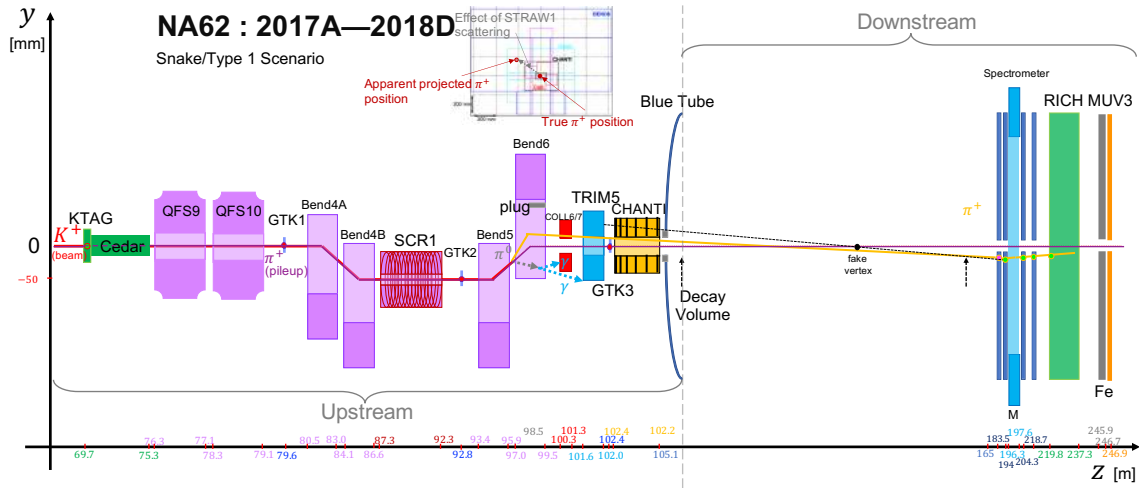 y
[mm]
NA62 : 2017A—2018D
Snake/Type 1 Scenario
Effect of STRAW1
scattering
Apparent projected π⁺
position
True π⁺ position
CHANTI
Downstream
Blue Tube
Spectrometer
RICH
MUV3
KTAG
Cedar
K⁺
(beam)
QFS9
QFS10
GTK1
π⁺
(pileup)
Bend4A
Bend4B
SCR1
GTK2
Bend5
Bend6
plug
π⁰
γ
γ
COLL6/7
TRIM5
CHANTI
GTK3
Decay
Volume
fake
vertex
π⁺
0
−50
M
Fe
Upstream
69.7
75.3
76.3
77.1
78.3
79.1
79.6
80.5
83.0
84.1
86.6
87.3
92.3
92.8
93.4
95.9
97.0
98.5
99.5
100.3
101.3
101.6
102.4
102.4
102.0
102.2
105.1
165
183.5
194
196.3
197.6
204.3
218.7
219.8
237.3
245.9
246.7
246.9
z [m]